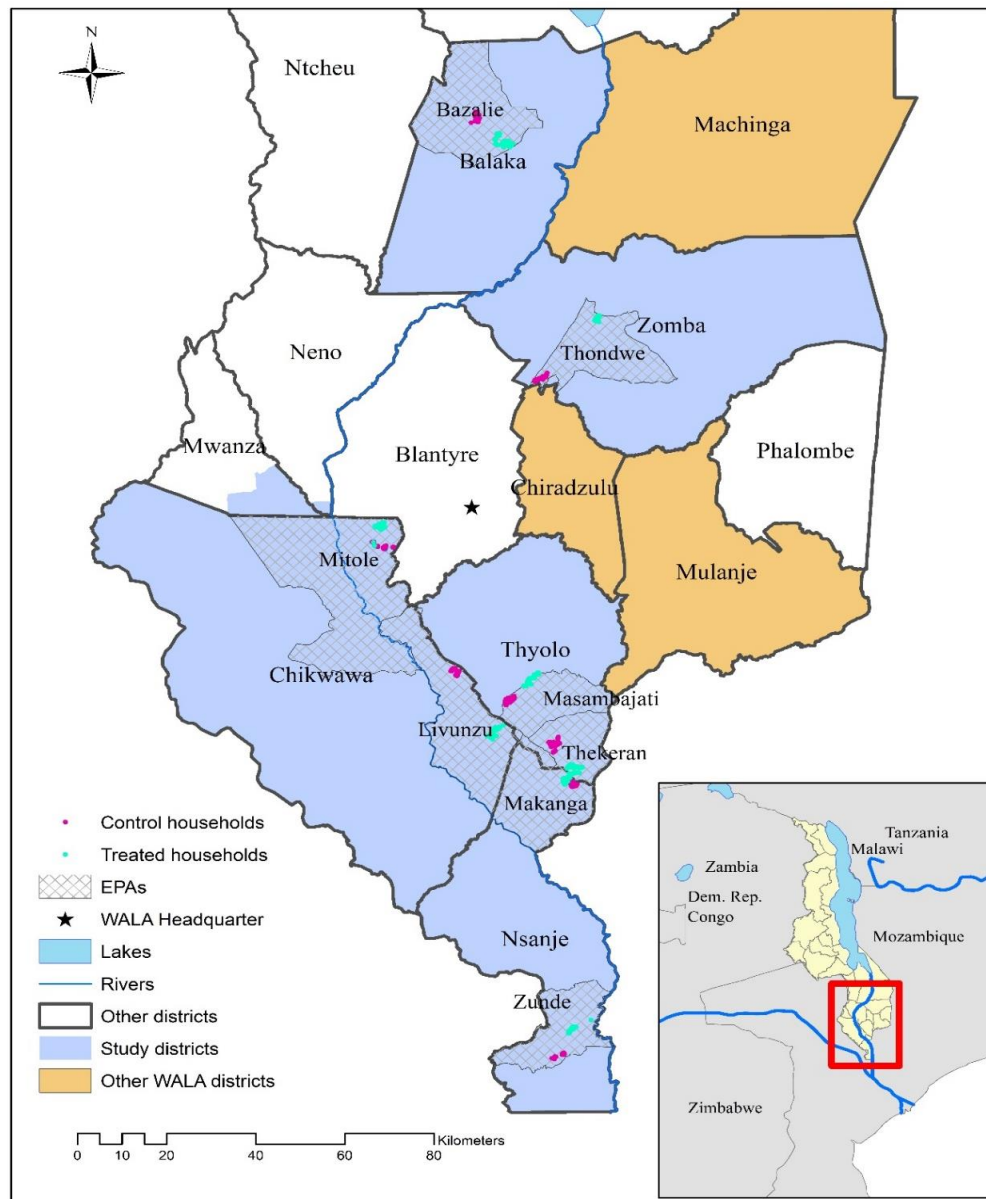 N
Ntcheu
Bazalie
Machinga
Balaka
Zomba
Thondwe
Neno
Mwanza
Blantyre
Phalombe
Chiradzulu
Mitole
Mulanje
Thyolo
Chikwawa
Masambajati
Livunzu
Thekeran
Makanga
Nsanje
Zunde
Control households
Treated households
EPAs
WALA Headquarter
Lakes
Rivers
Other districts
Study districts
Other WALA districts
Kilometers
0 10 20 40 60 80
Tanzania
Malawi
Zambia
Dem. Rep.
Congo
Mozambique
Zimbabwe